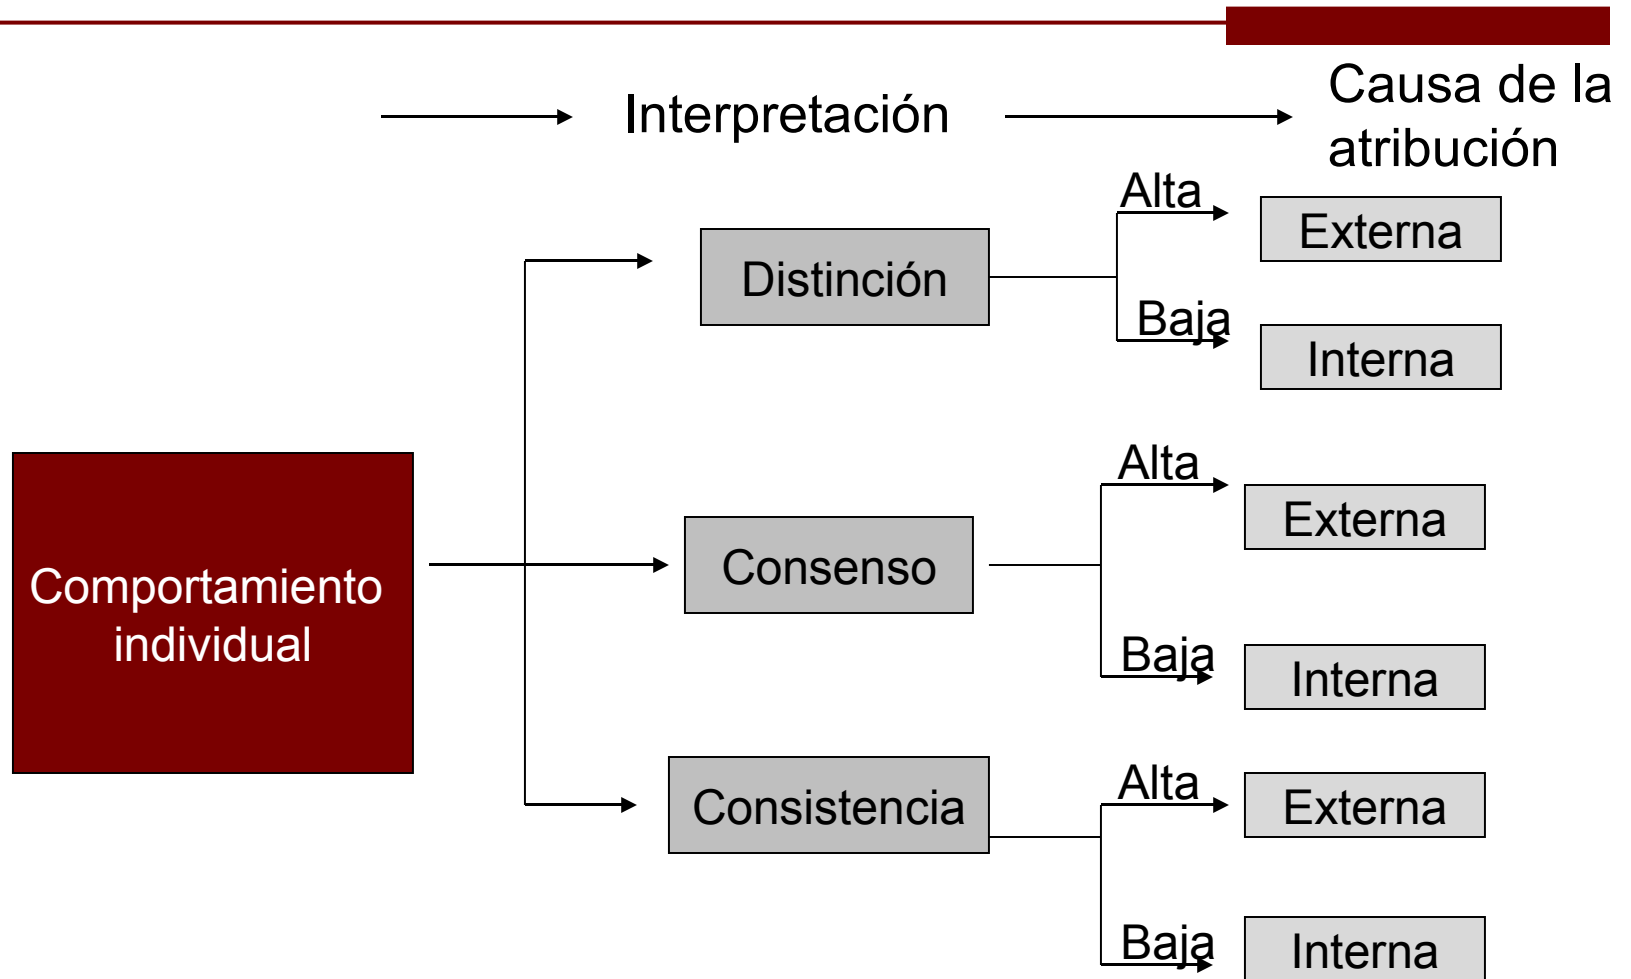 Interpretación
Causa de la
atribución
Alta
Externa
Distinción
Baja
Interna
Alta
Externa
Comportamiento
individual
Consenso
Baja
Interna
Alta
Externa
Consistencia
Baja
Interna